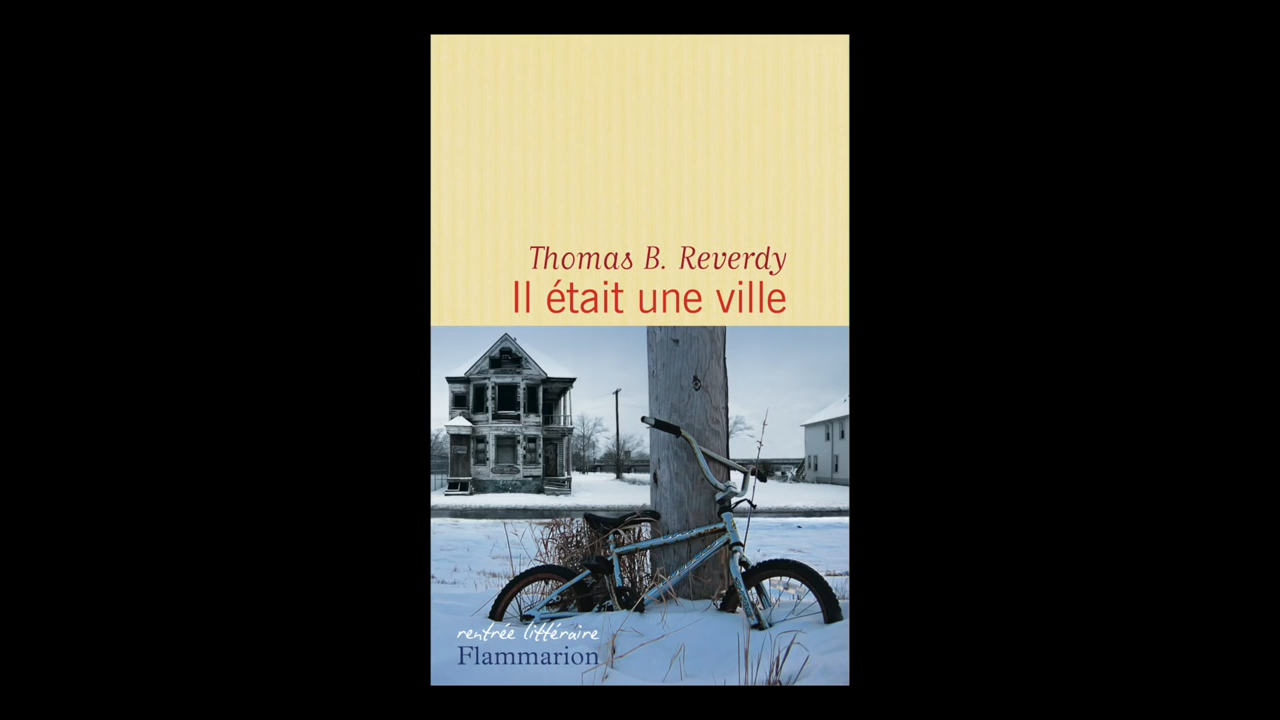 Thomas B. Reverdy
Il était une ville
rentrée littéraire
Flammarion